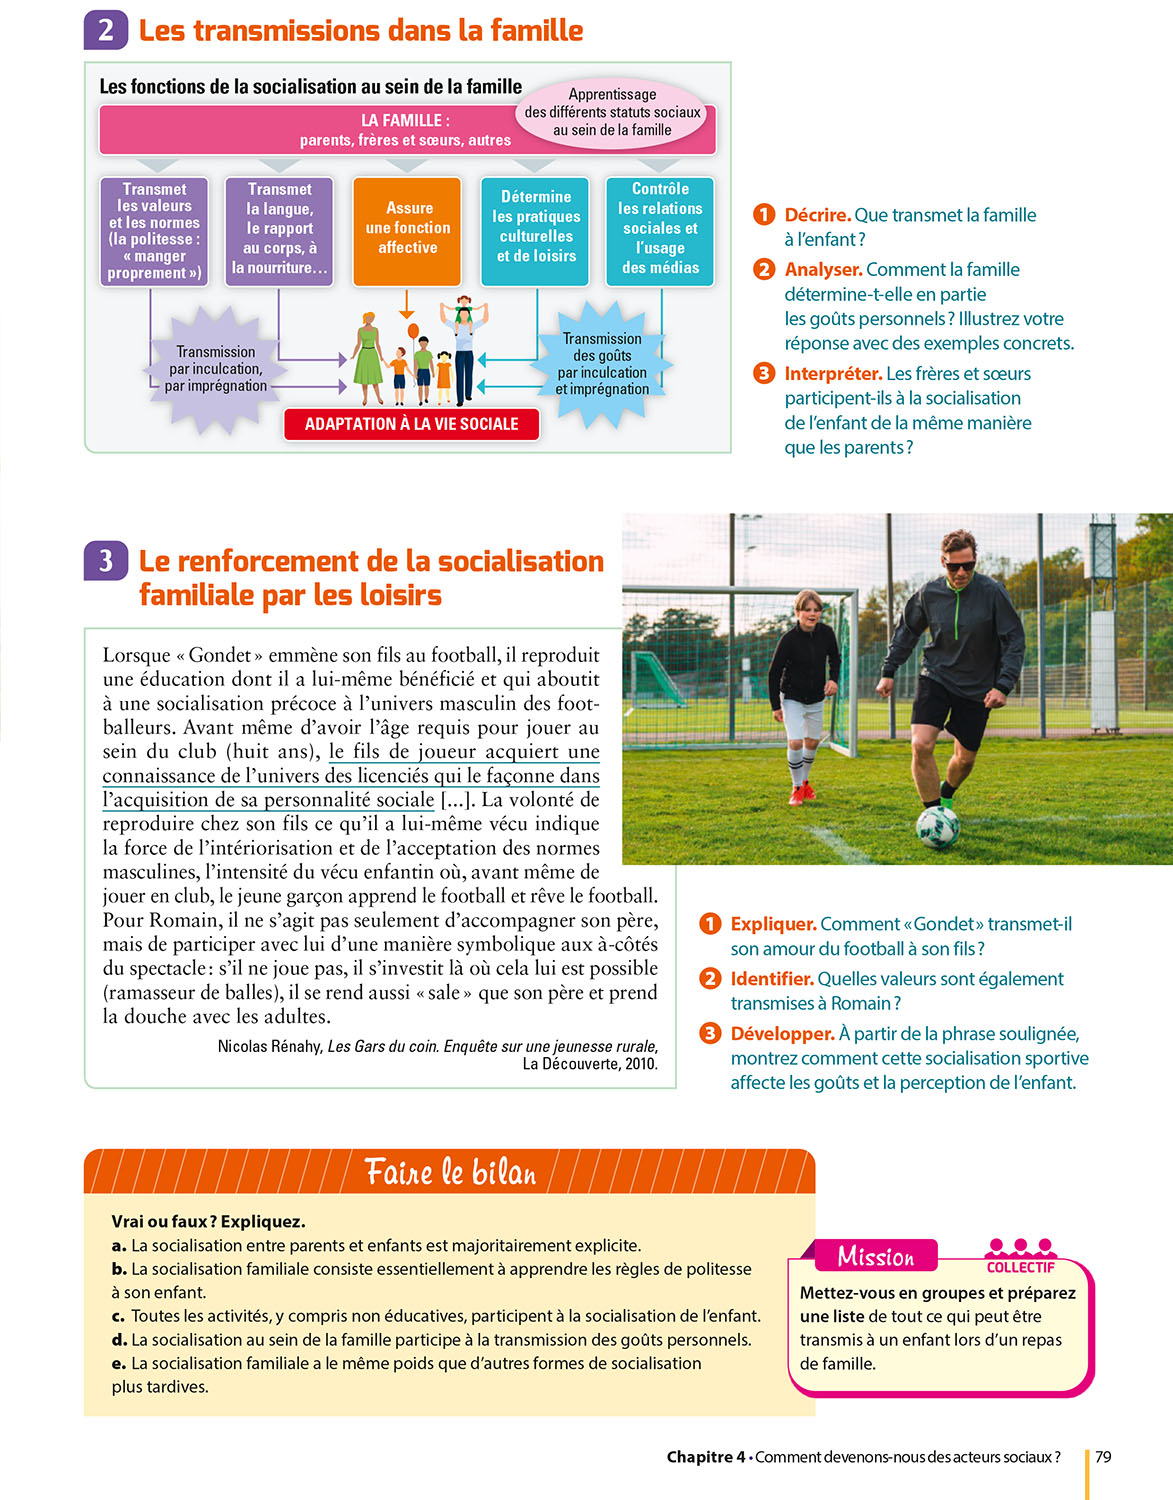 2 Les transmissions dans la famille
Les fonctions de la socialisation au sein de la famille
Apprentissage
des différents statuts sociaux
au sein de la famille
LA FAMILLE :
parents, frères et sœurs, autres
Transmet
les valeurs
et les normes
(la politesse :
« manger
proprement »)
Transmet
la langue,
le rapport
au corps, à
la nourriture…
Assure
une fonction
affective
Détermine
les pratiques
culturelles
et de loisirs
Contrôle
les relations
sociales et
l’usage
des médias
Transmission
par inculcation,
par imprégnation
Transmission
des goûts
par inculcation
et imprégnation
ADAPTATION À LA VIE SOCIALE
1 Décrire. Que transmet la famille
à l’enfant ?
2 Analyser. Comment la famille
détermine-t-elle en partie
les goûts personnels ? Illustrez votre
réponse avec des exemples concrets.
3 Interpréter. Les frères et sœurs
participent-ils à la socialisation
de l’enfant de la même manière
que les parents ?
3 Le renforcement de la socialisation
familiale par les loisirs
Lorsque « Gondet » emmène son fils au football, il reproduit
une éducation dont il a lui-même bénéficié et qui aboutit
à une socialisation précoce à l’univers masculin des foot-
balleurs. Avant même d’avoir l’âge requis pour jouer au
sein du club (huit ans), le fils de joueur acquiert une
connaissance de l’univers des licenciés qui le façonne dans
l’acquisition de sa personnalité sociale [...]. La volonté de
reproduire chez son fils ce qu’il a lui-même vécu indique
la force de l’intériorisation et de l’acceptation des normes
masculines, l’intensité du vécu enfantin où, avant même de
jouer en club, le jeune garçon apprend le football et rêve le football.
Pour Romain, il ne s’agit pas seulement d’accompagner son père,
mais de participer avec lui d’une manière symbolique aux à-côtés
du spectacle : s’il ne joue pas, il s’investit là où cela lui est possible
(ramasseur de balles), il se rend aussi « sale » que son père et prend
la douche avec les adultes.
Nicolas Rénahy, Les Gars du coin. Enquête sur une jeunesse rurale,
La Découverte, 2010.
1 Expliquer. Comment « Gondet » transmet-il
son amour du football à son fils ?
2 Identifier. Quelles valeurs sont également
transmises à Romain ?
3 Développer. À partir de la phrase soulignée,
montrez comment cette socialisation sportive
affecte les goûts et la perception de l’enfant.
Faire le bilan
Vrai ou faux ? Expliquez.
a. La socialisation entre parents et enfants est majoritairement explicite.
b. La socialisation familiale consiste essentiellement à apprendre les règles de politesse
à son enfant.
c. Toutes les activités, y compris non éducatives, participent à la socialisation de l’enfant.
d. La socialisation au sein de la famille participe à la transmission des goûts personnels.
e. La socialisation familiale a le même poids que d’autres formes de socialisation
plus tardives.
Mission
COLLECTIF
Mettez-vous en groupes et préparez
une liste de tout ce qui peut être
transmis à un enfant lors d’un repas
de famille.
Chapitre 4 • Comment devenons-nous des acteurs sociaux ? 79